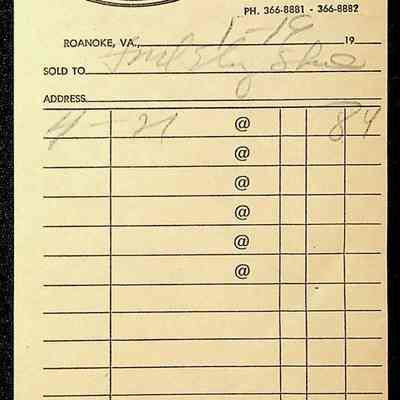 PH. 366-8881 - 366-8882
ROANOKE, VA., 1-19 19
SOLD TO
ADDRESS
4 - 21 @ 84
@
@
@
@
@